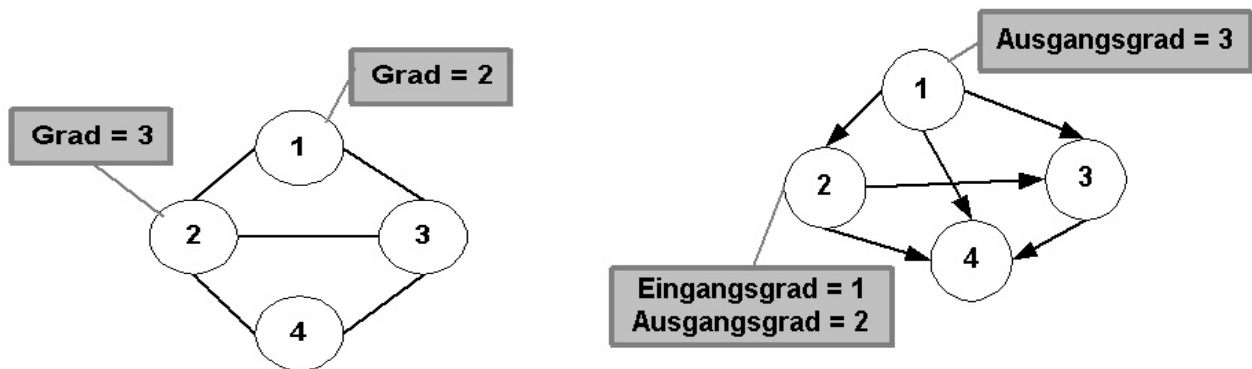 Grad = 2
Grad = 3
1
2
3
4
Ausgangsgrad = 3
1
2
3
4
Eingangsgrad = 1
Ausgangsgrad = 2